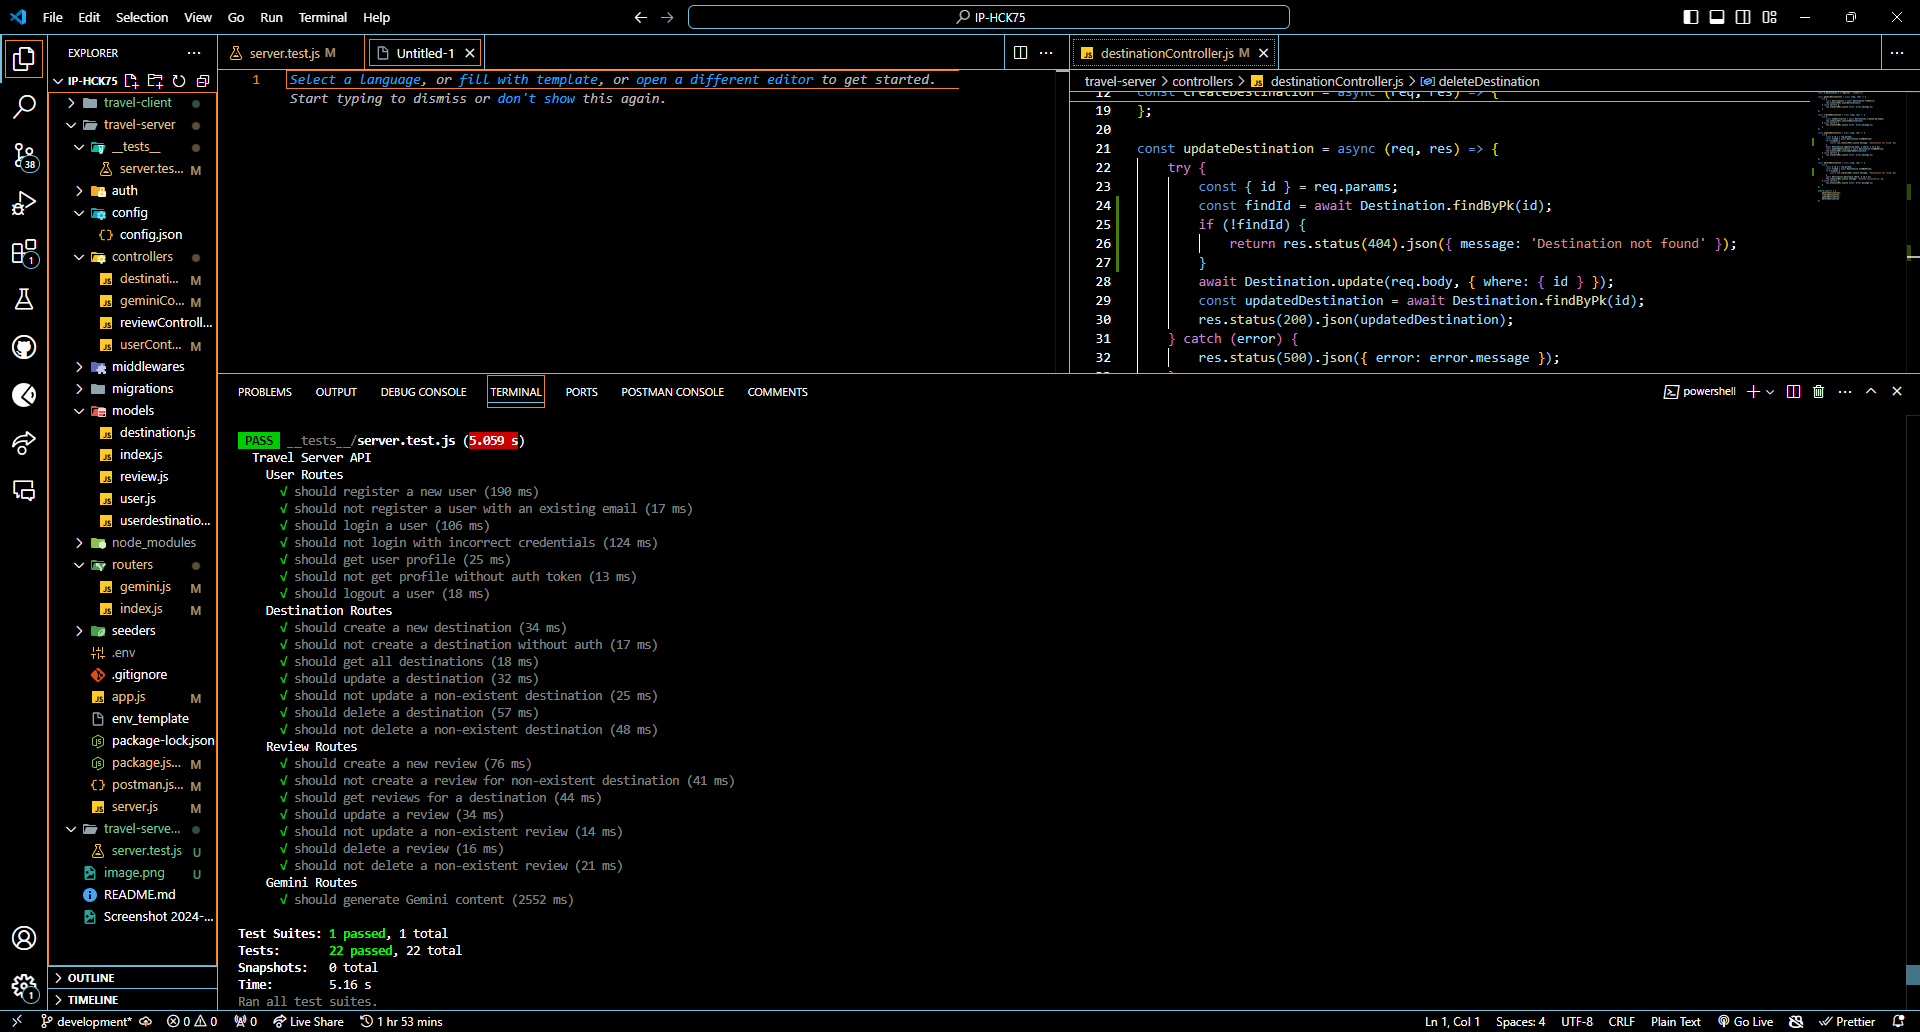 File Edit Selection View Go Run Terminal Help
IP-HCK75
EXPLORER
IP-HCK75
travel-client
travel-server
__tests__
server.tes... M
auth
config
config.json
controllers
destinati... M
geminiCo... M
reviewControll...
userCont... M
middlewares
migrations
models
destination.js
index.js
review.js
user.js
userdestinatio...
node_modules
routers
gemini.js M
index.js M
seeders
.env
.gitignore
app.js M
env_template
package-lock.json
package.js... M
postman.js... M
server.js M
travel-serve...
server.test.js U
image.png U
README.md
Screenshot 2024-...
OUTLINE
TIMELINE
38
1
1
server.test.js M
Untitled-1
1 Select a language, or fill with template, or open a different editor to get started.
Start typing to dismiss or don't show this again.
destinationController.js M
travel-server > controllers > destinationController.js > deleteDestination
12 const createDestination = async (req, res) => {
19 };
20
21 const updateDestination = async (req, res) => {
22 try {
23 const { id } = req.params;
24 const findId = await Destination.findByPk(id);
25 if (!findId) {
26 return res.status(404).json({ message: 'Destination not found' });
27 }
28 await Destination.update(req.body, { where: { id } });
29 const updatedDestination = await Destination.findByPk(id);
30 res.status(200).json(updatedDestination);
31 } catch (error) {
32 res.status(500).json({ error: error.message });
PROBLEMS OUTPUT DEBUG CONSOLE TERMINAL PORTS POSTMAN CONSOLE COMMENTS
powershell
PASS __tests__/server.test.js (5.059 s)
Travel Server API
User Routes
√ should register a new user (190 ms)
√ should not register a user with an existing email (17 ms)
√ should login a user (106 ms)
√ should not login with incorrect credentials (124 ms)
√ should get user profile (25 ms)
√ should not get profile without auth token (13 ms)
√ should logout a user (18 ms)
Destination Routes
√ should create a new destination (34 ms)
√ should not create a destination without auth (17 ms)
√ should get all destinations (18 ms)
√ should update a destination (32 ms)
√ should not update a non-existent destination (25 ms)
√ should delete a destination (57 ms)
√ should not delete a non-existent destination (48 ms)
Review Routes
√ should create a new review (76 ms)
√ should not create a review for non-existent destination (41 ms)
√ should get reviews for a destination (44 ms)
√ should update a review (34 ms)
√ should not update a non-existent review (14 ms)
√ should delete a review (16 ms)
√ should not delete a non-existent review (21 ms)
Gemini Routes
√ should generate Gemini content (2552 ms)
Test Suites: 1 passed, 1 total
Tests: 22 passed, 22 total
Snapshots: 0 total
Time: 5.16 s
Ran all test suites.
development* 0 0 0 Live Share 1 hr 53 mins
Ln 1, Col 1 Spaces: 4 UTF-8 CRLF Plain Text Go Live Prettier